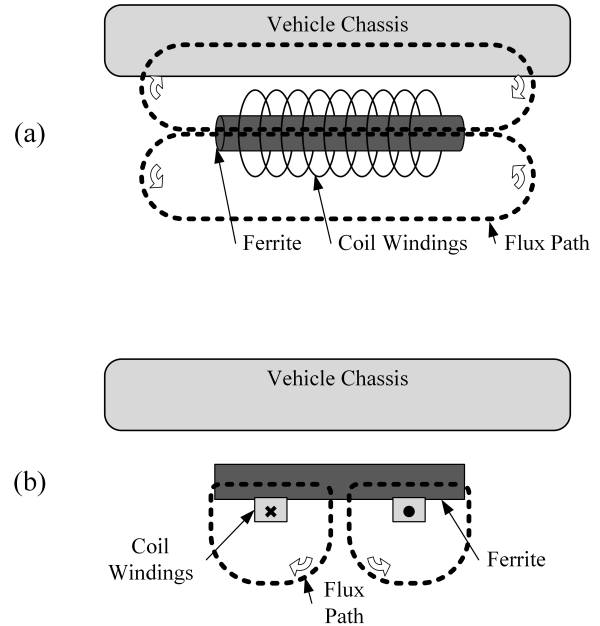 Vehicle Chassis
(a)
Ferrite
Coil Windings
Flux Path
Vehicle Chassis
(b)
Coil
Windings
Ferrite
Flux
Path